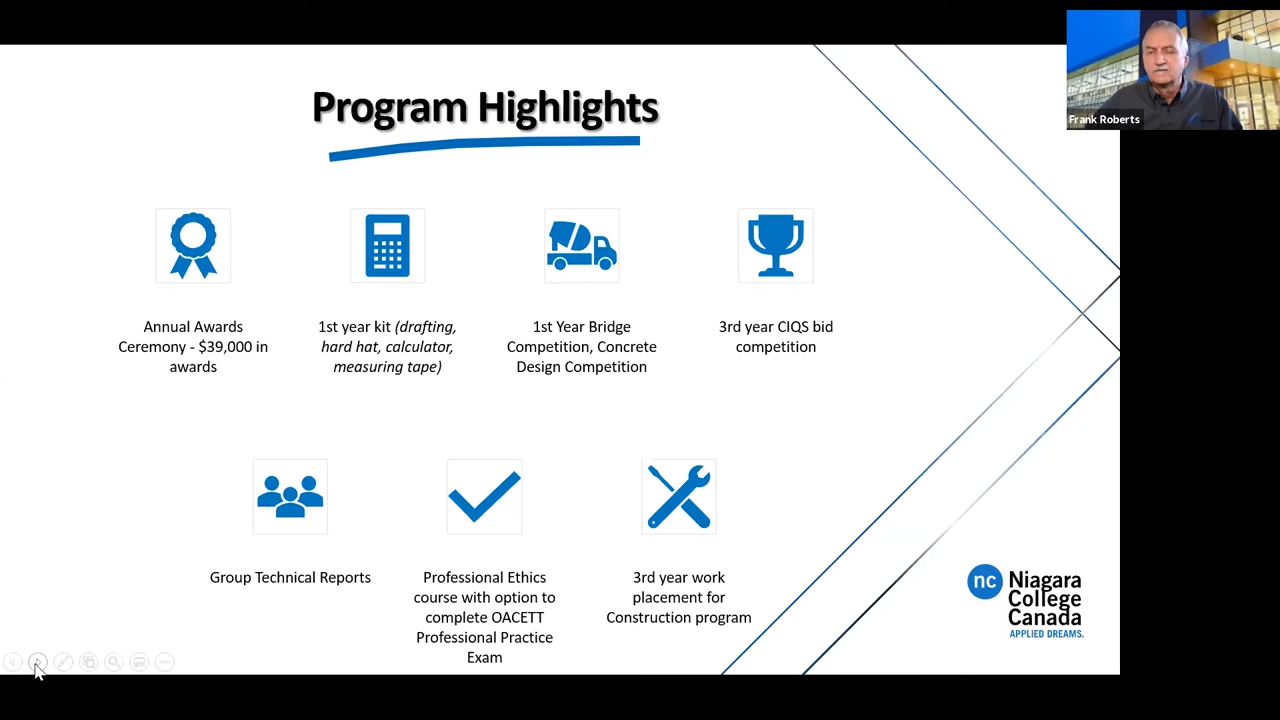 Program Highlights
Frank Roberts
Annual Awards
Ceremony - $39,000 in
awards
1st year kit (drafting,
hard hat, calculator,
measuring tape)
1st Year Bridge
Competition, Concrete
Design Competition
3rd year CIQS bid
competition
Group Technical Reports
Professional Ethics
course with option to
complete OACETT
Professional Practice
Exam
3rd year work
placement for
Construction program
nc
Niagara
College
Canada
APPLIED DREAMS.